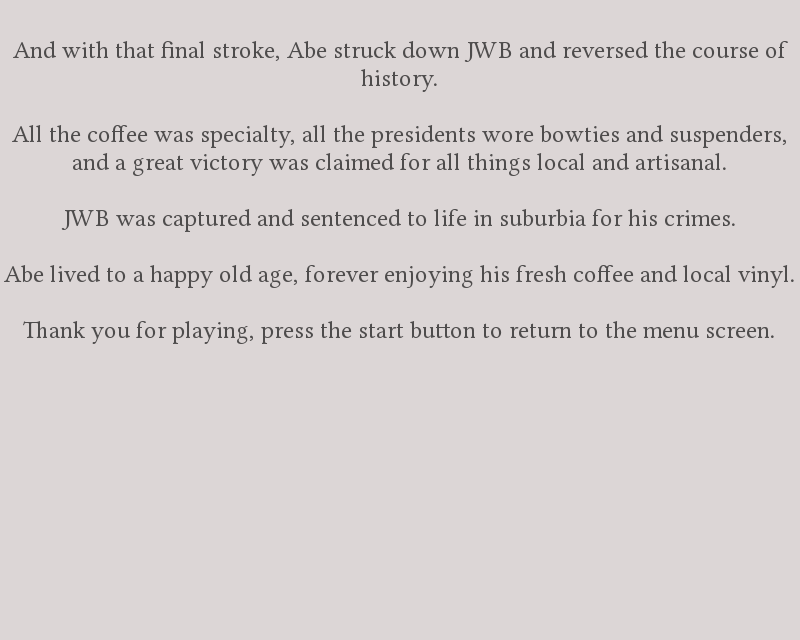 And with that final stroke, Abe struck down JWB and reversed the course of
history.
All the coffee was specialty, all the presidents wore bowties and suspenders,
and a great victory was claimed for all things local and artisanal.
JWB was captured and sentenced to life in suburbia for his crimes.
Abe lived to a happy old age, forever enjoying his fresh coffee and local vinyl.
Thank you for playing, press the start button to return to the menu screen.